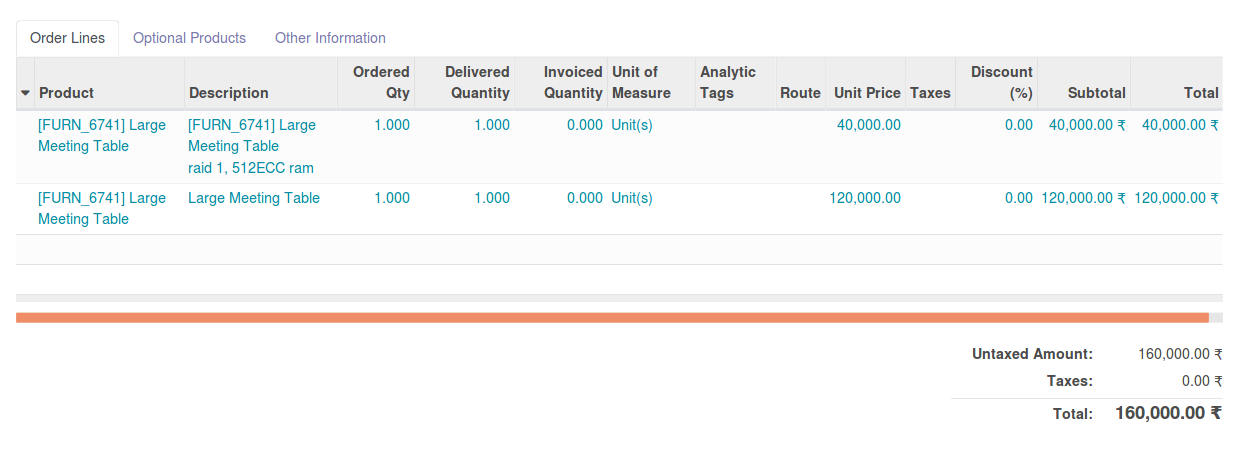 Order Lines Optional Products Other Information
Ordered Delivered Invoiced Unit of Analytic Discount
Product Description Qty Quantity Quantity Measure Tags Route Unit Price Taxes (%) Subtotal Total
[FURN_6741] Large [FURN_6741] Large 1.000 1.000 0.000 Unit(s) 40,000.00 0.00 40,000.00 ₹ 40,000.00 ₹
Meeting Table Meeting Table
raid 1, 512ECC ram
[FURN_6741] Large Large Meeting Table 1.000 1.000 0.000 Unit(s) 120,000.00 0.00 120,000.00 ₹ 120,000.00 ₹
Meeting Table
Untaxed Amount: 160,000.00 ₹
Taxes: 0.00 ₹
Total: 160,000.00 ₹